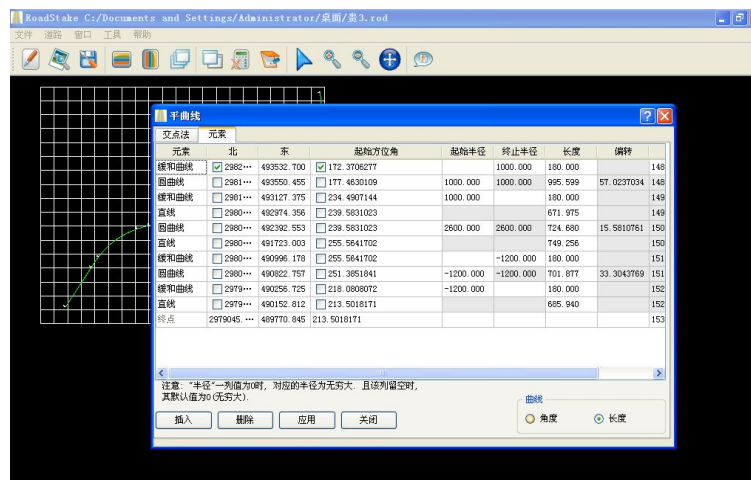 RoadStake C:/Documents and Settings/Administrator/桌面/贵3.rod
文件 道路 窗口 工具 帮助
平曲线
交点法 元素
元素 北 东 起始方位角 起始半径 终止半径 长度 偏转
缓和曲线 2982… 493532.700 172.3706277 1000.000 180.000 148
圆曲线 2981… 493550.455 177.4630109 1000.000 1000.000 995.599 57.0237034 148
缓和曲线 2981… 493127.375 234.4907144 1000.000 180.000 149
直线 2980… 492974.356 239.5831023 671.975 149
圆曲线 2980… 492392.553 239.5831023 2600.000 2600.000 724.680 15.5810761 150
直线 2980… 491723.003 255.5641702 749.256 150
缓和曲线 2980… 490996.178 255.5641702 -1200.000 180.000 151
圆曲线 2980… 490822.757 251.3851841 -1200.000 -1200.000 701.877 33.3043769 151
缓和曲线 2979… 490256.725 218.0808072 -1200.000 180.000 152
直线 2979… 490152.812 213.5018171 685.940 152
终点 2979045.… 489770.845 213.5018171 153
注意: “半径”一列值为0时, 对应的半径为无穷大. 且该列留空时,
其默认值为0(无穷大).
曲线
插入 删除 应用 关闭 角度 长度